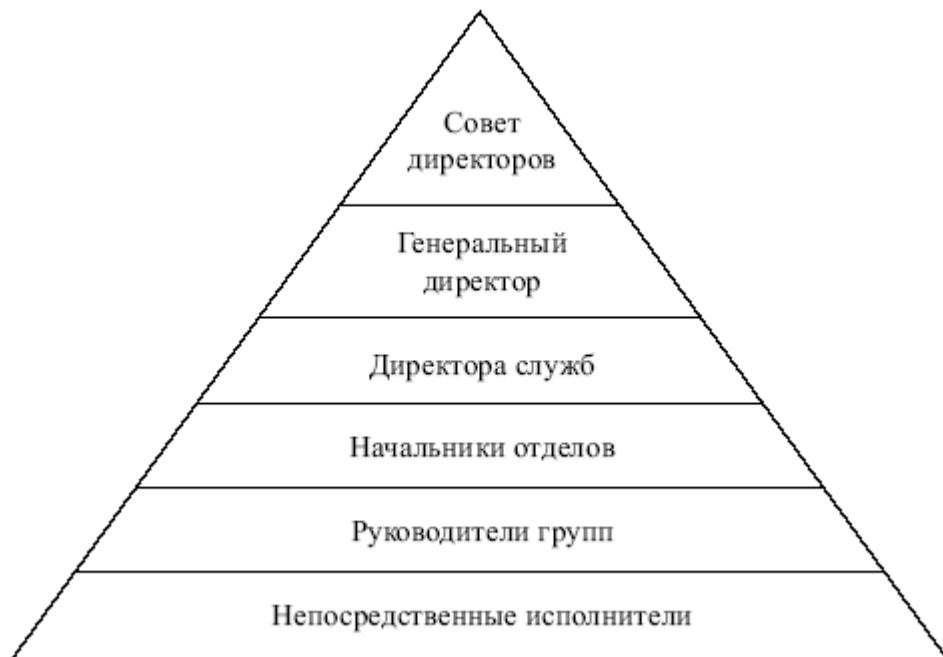 Совет
директоров
Генеральный
директор
Директора служб
Начальники отделов
Руководители групп
Непосредственные исполнители